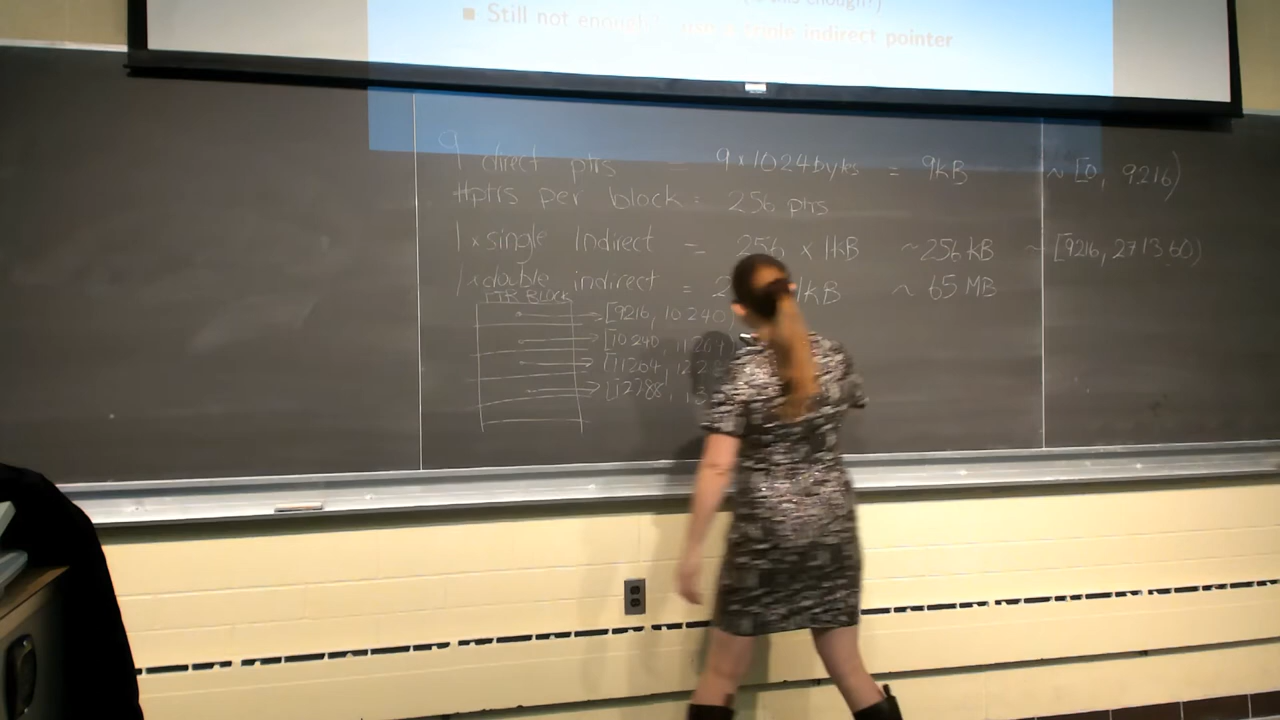 Still not enough? use a triple indirect pointer
9 direct ptrs = 9 x 1024 bytes = 9kB ~ [0, 9216)
#ptrs per block = 256 ptrs
1 x single Indirect = 256 x 1kB ~256 kB ~ [9216, 271360)
1 x double indirect = 2 1kB ~ 65 MB
PTR BLOCK
[9216, 10240)
[10240, 11264
[11264, 122
[12288, 13